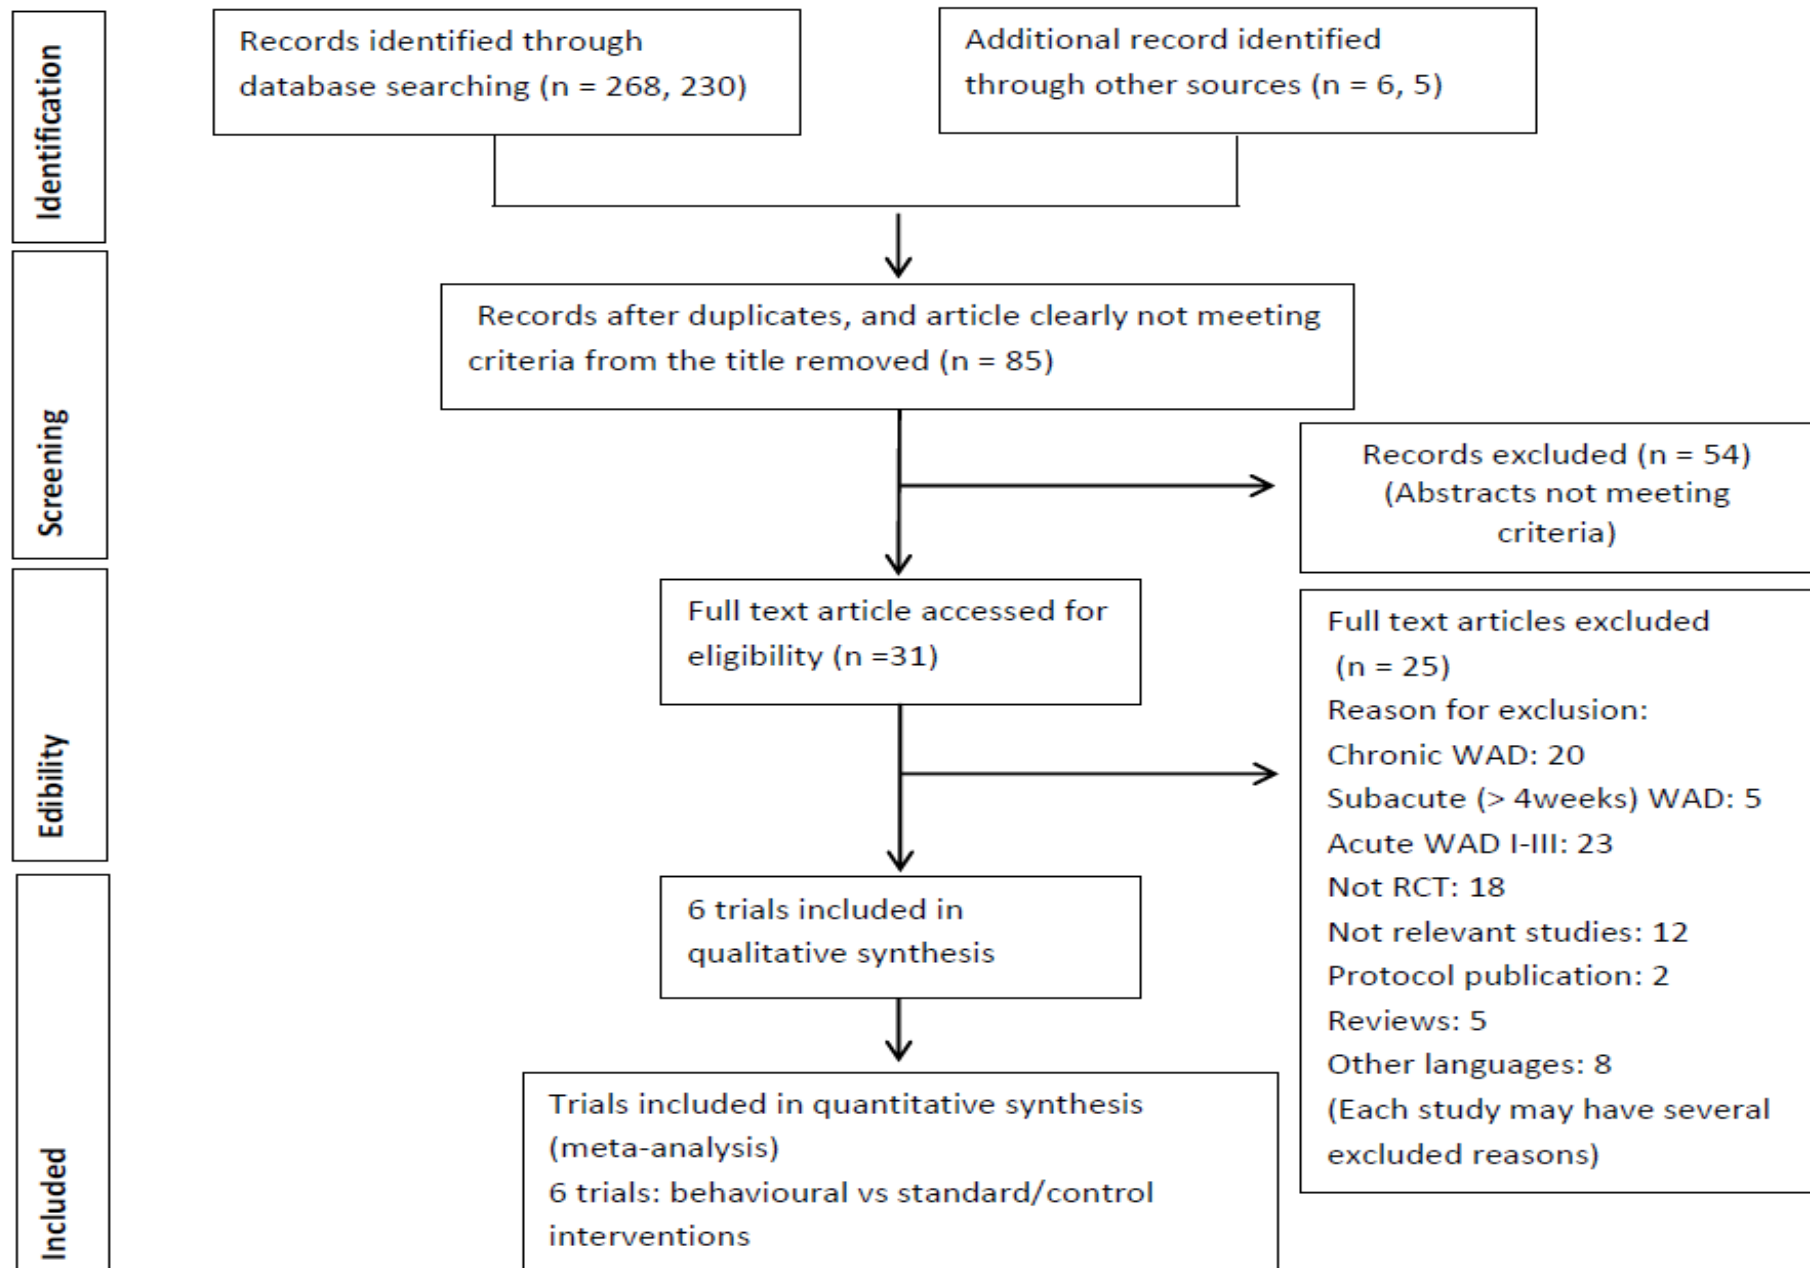 Identification
Records identified through
database searching (n = 268, 230)
Additional record identified
through other sources (n = 6, 5)
Screening
Records after duplicates, and article clearly not meeting
criteria from the title removed (n = 85)
Records excluded (n = 54)
(Abstracts not meeting
criteria)
Edibility
Full text article accessed for
eligibility (n =31)
Full text articles excluded
(n = 25)
Reason for exclusion:
Chronic WAD: 20
Subacute (> 4weeks) WAD: 5
Acute WAD I-III: 23
Not RCT: 18
Not relevant studies: 12
Protocol publication: 2
Reviews: 5
Other languages: 8
(Each study may have several
excluded reasons)
Included
6 trials included in
qualitative synthesis
Trials included in quantitative synthesis
(meta-analysis)
6 trials: behavioural vs standard/control
interventions